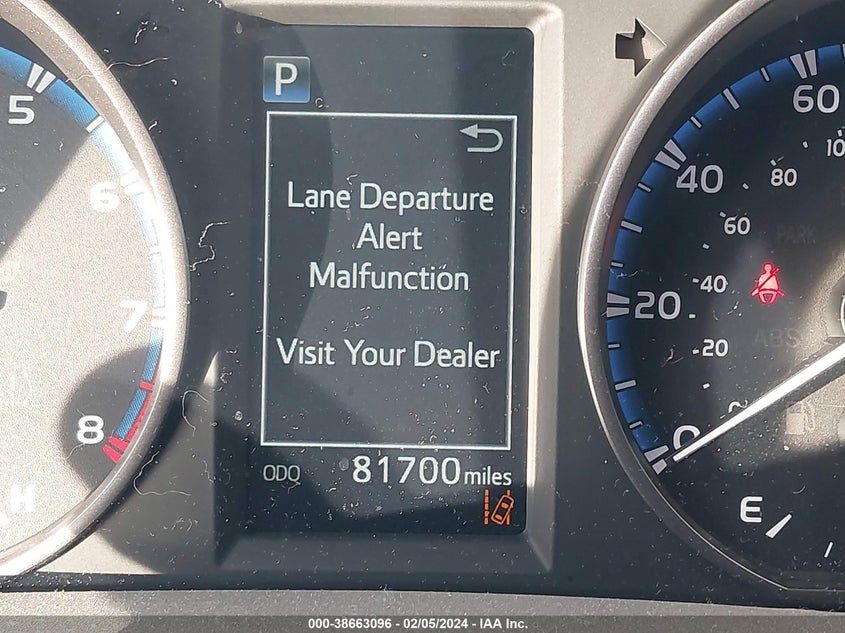 P
Lane Departure
Alert
Malfunction
Visit Your Dealer
ODO 81700 miles
5
6
7
8
H
60
40
20
0
80
60
40
20
PARK
ABS
E
000-38663096 - 02/05/2024 - IAA Inc.